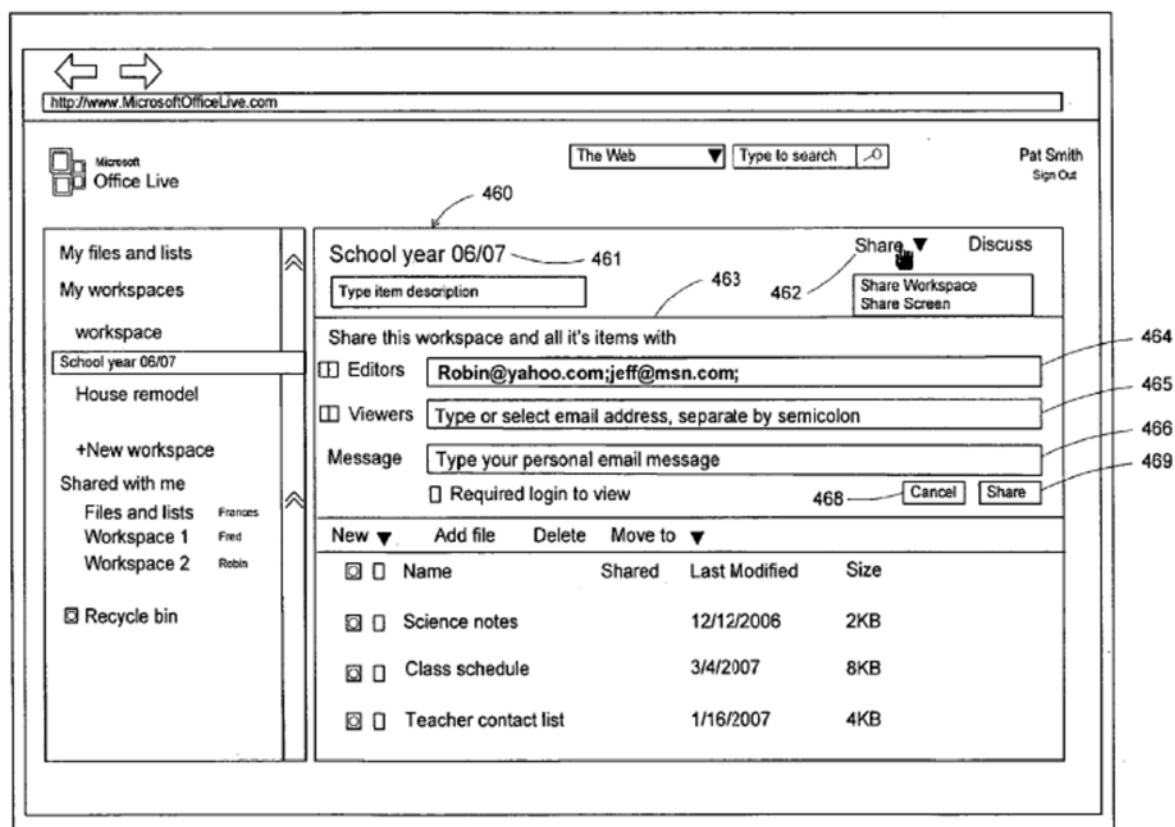 http://www.MicrosoftOfficeLive.com
Microsoft
Office Live
The Web Type to search
Pat Smith
Sign Out
460
My files and lists
My workspaces
workspace
School year 06/07
House remodel
+New workspace
Shared with me
Files and lists Frances
Workspace 1 Fred
Workspace 2 Robin
Recycle bin
School year 06/07 461
Share Discuss
462
Share Workspace
Share Screen
Type item description
463
Share this workspace and all it's items with
Editors Robin@yahoo.com;jeff@msn.com; 464
Viewers Type or select email address, separate by semicolon 465
Message Type your personal email message 466
Required login to view 468 Cancel Share 469
New Add file Delete Move to
Name Shared Last Modified Size
Science notes 12/12/2006 2KB
Class schedule 3/4/2007 8KB
Teacher contact list 1/16/2007 4KB